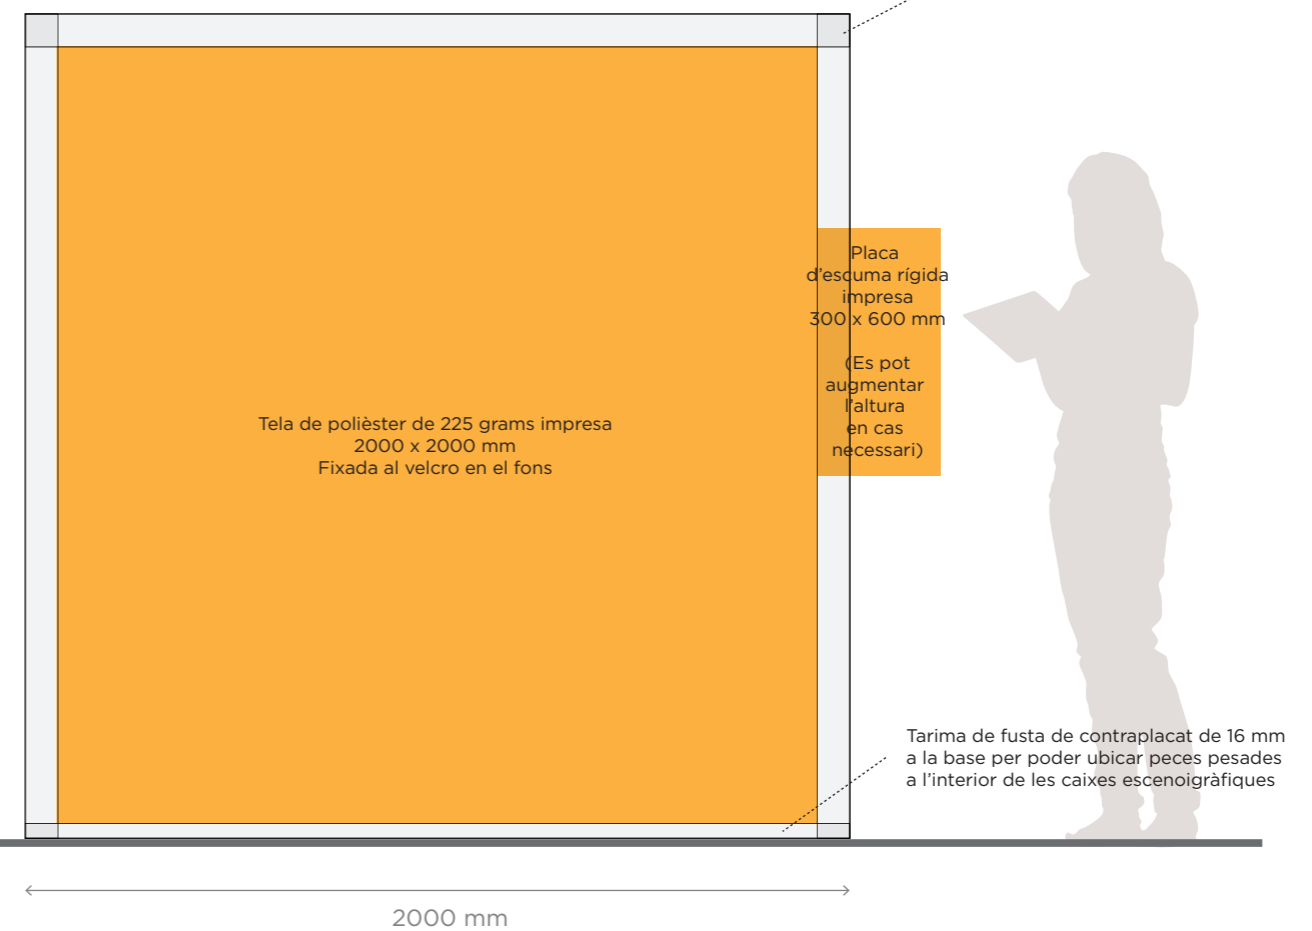 Placa
d'escuma rígida
impresa
300 x 600 mm
(Es pot
augmentar
l'altura
en cas
necessari)
Tela de polièster de 225 grams impresa
2000 x 2000 mm
Fixada al velcro en el fons
Tarima de fusta de contraplacat de 16 mm
a la base per poder ubicar peces pesades
a l'interior de les caixes escenoigràfiques
2000 mm